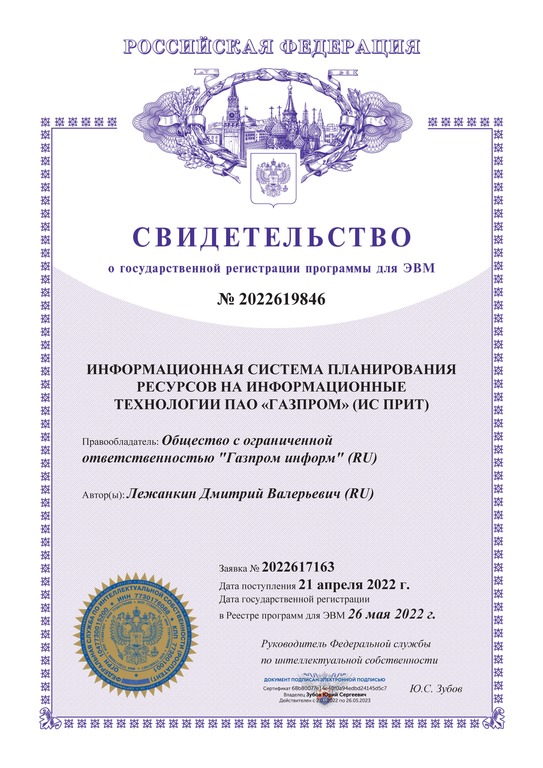 РОССИЙСКАЯ ФЕДЕРАЦИЯ
СВИДЕТЕЛЬСТВО
о государственной регистрации программы для ЭВМ
№ 2022619846
ИНФОРМАЦИОННАЯ СИСТЕМА ПЛАНИРОВАНИЯ
РЕСУРСОВ НА ИНФОРМАЦИОННЫЕ
ТЕХНОЛОГИИ ПАО «ГАЗПРОМ» (ИС ПРИТ)
Правообладатель: Общество с ограниченной
ответственностью "Газпром информ" (RU)
Автор(ы): Лежанкин Дмитрий Валерьевич (RU)
Заявка № 2022617163
Дата поступления 21 апреля 2022 г.
Дата государственной регистрации
в Реестре программ для ЭВМ 26 мая 2022 г.
Руководитель Федеральной службы
по интеллектуальной собственности
ДОКУМЕНТ ПОДПИСАН ЭЛЕКТРОННОЙ ПОДПИСЬЮ
Сертификат
Владелец Зубов Юрий Сергеевич
Действителен с 2022 по 26.05.2023
Ю.С. Зубов
ФЕДЕРАЛЬНАЯ СЛУЖБА ПО ИНТЕЛЛЕКТУАЛЬНОЙ СОБСТВЕННОСТИ